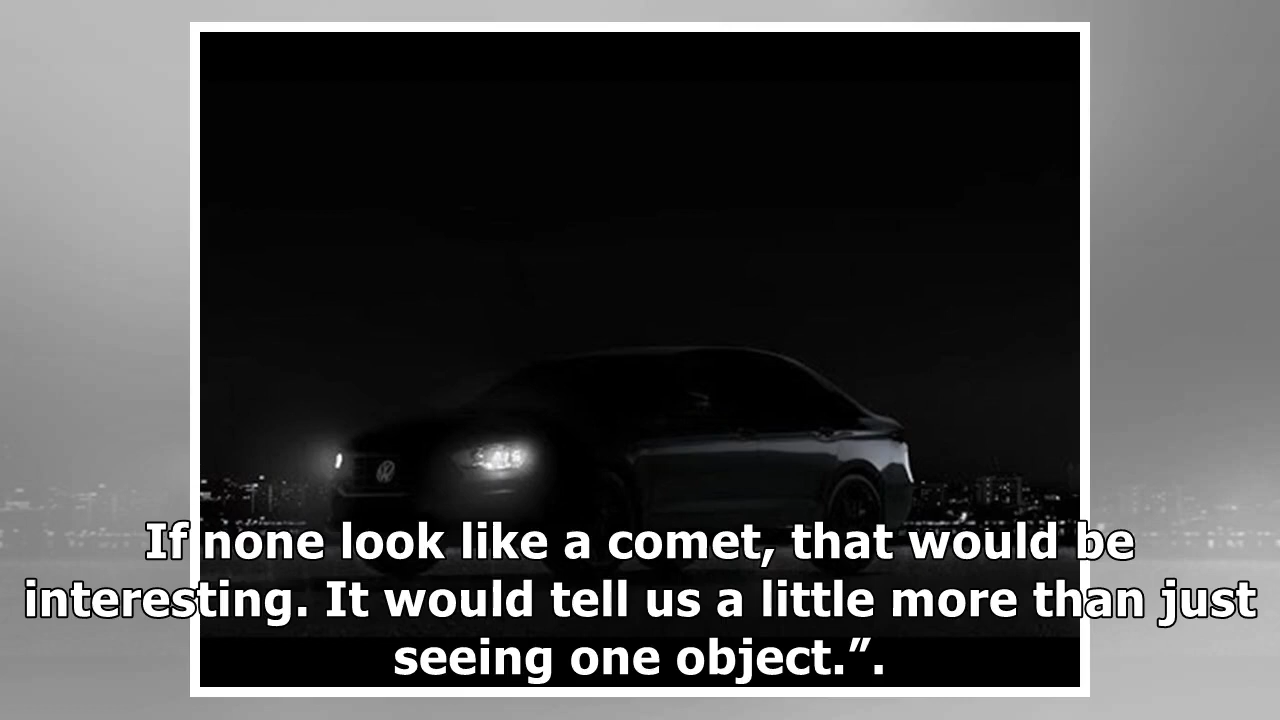 If none look like a comet, that would be
interesting. It would tell us a little more than just
seeing one object.”.